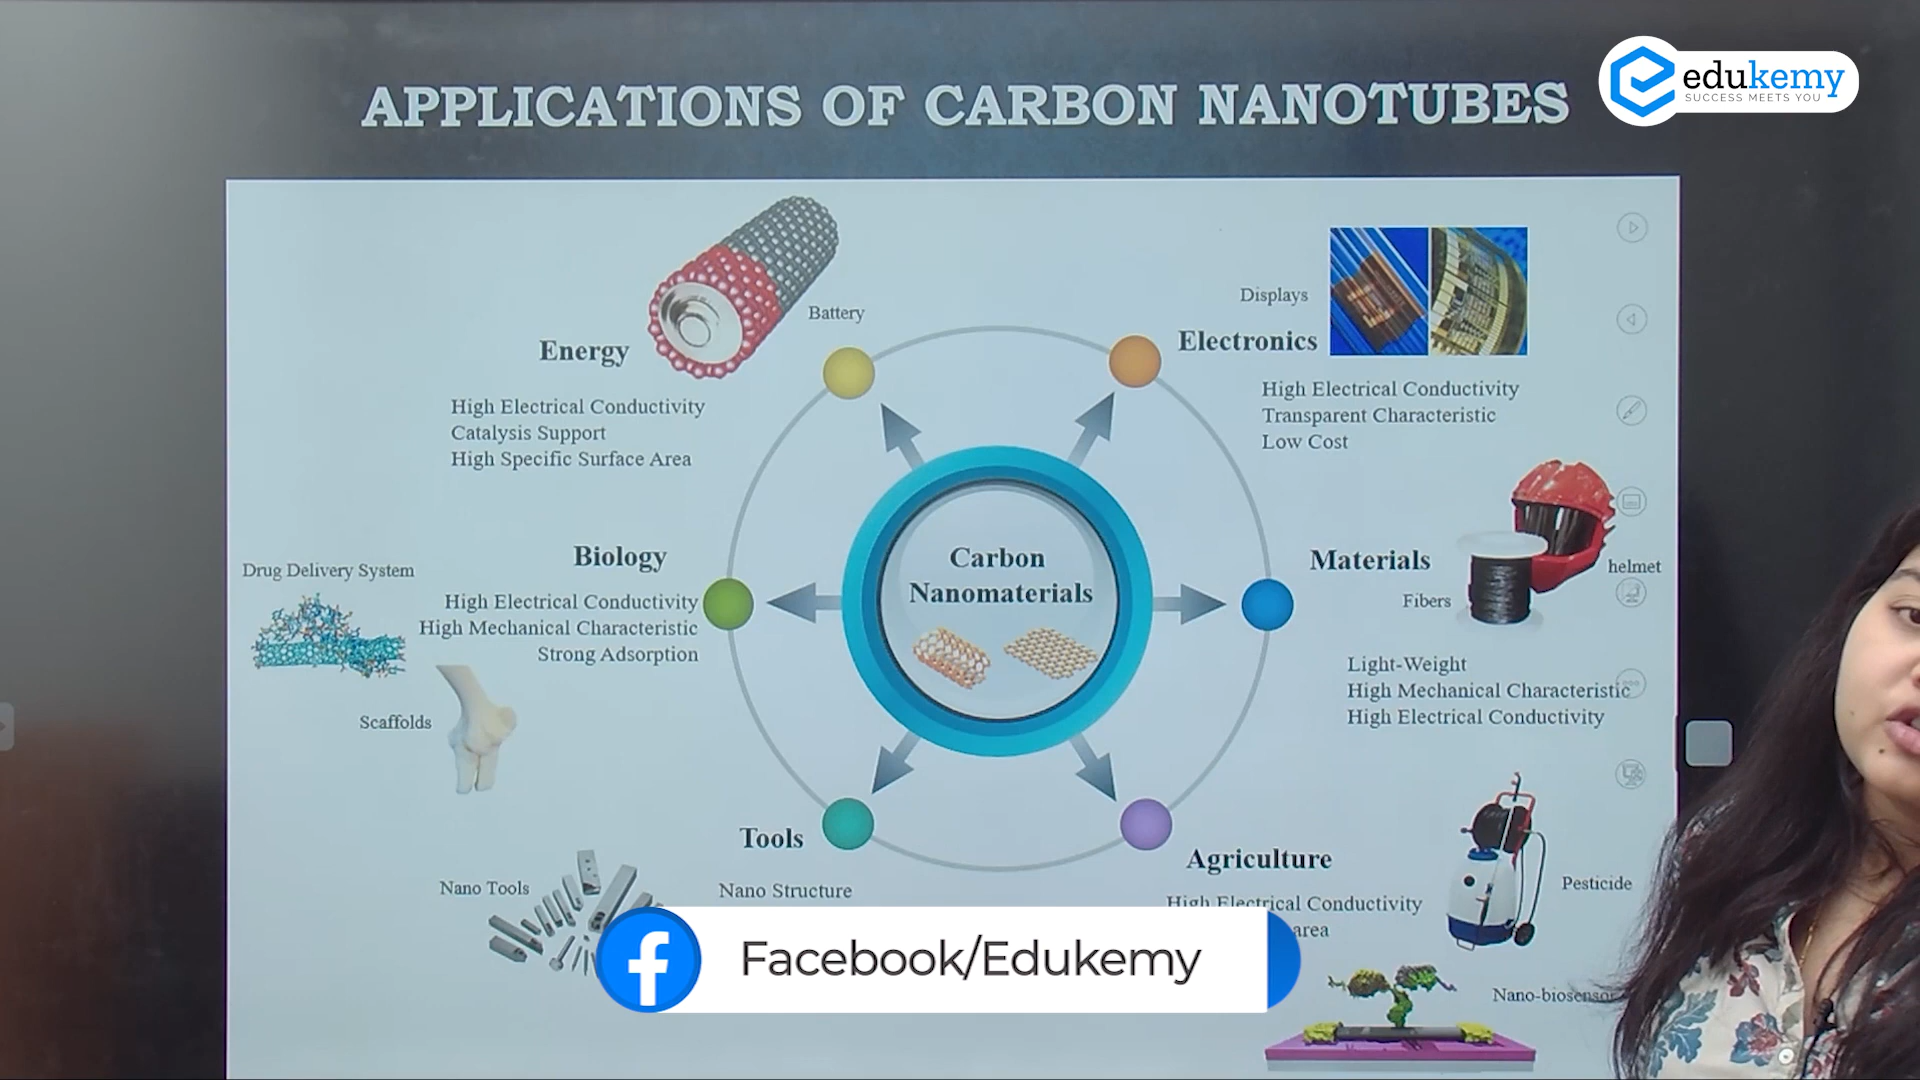 APPLICATIONS OF CARBON NANOTUBES
edukemy
SUCCESS MEETS YOU
Battery
Energy
High Electrical Conductivity
Catalysis Support
High Specific Surface Area
Displays
Electronics
High Electrical Conductivity
Transparent Characteristic
Low Cost
Drug Delivery System
Biology
High Electrical Conductivity
High Mechanical Characteristic
Strong Adsorption
Scaffolds
Carbon
Nanomaterials
Materials
helmet
Fibers
Light-Weight
High Mechanical Characteristic
High Electrical Conductivity
Tools
Nano Tools
Nano Structure
Agriculture
High Electrical Conductivity
area
Pesticide
Nano-biosensor
Facebook/Edukemy